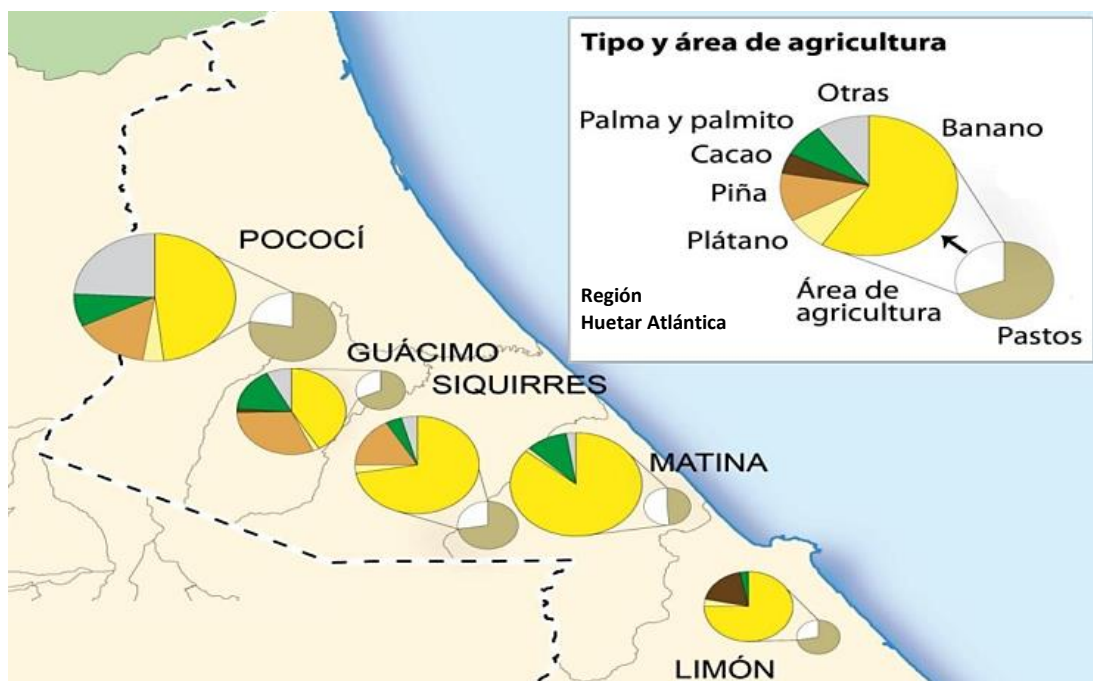 Tipo y área de agricultura
Otras
Palma y palmito
Banano
Cacao
Piña
Plátano
Área de
agricultura
Pastos
Región
Huetar Atlántica
POCOCÍ
GUÁCIMO
SIQUIRRES
MATINA
LIMÓN